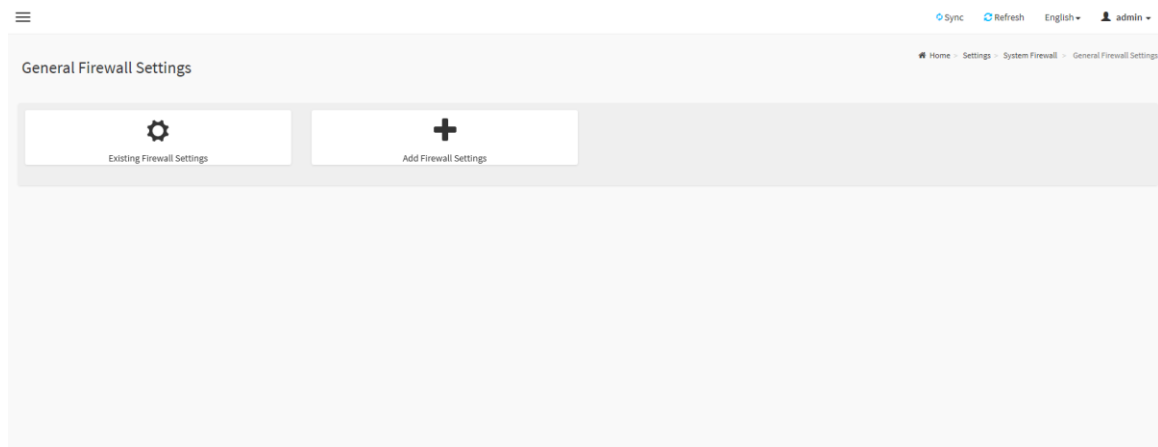 Sync Refresh English admin
Home > Settings > System Firewall > General Firewall Settings
General Firewall Settings
Existing Firewall Settings
Add Firewall Settings